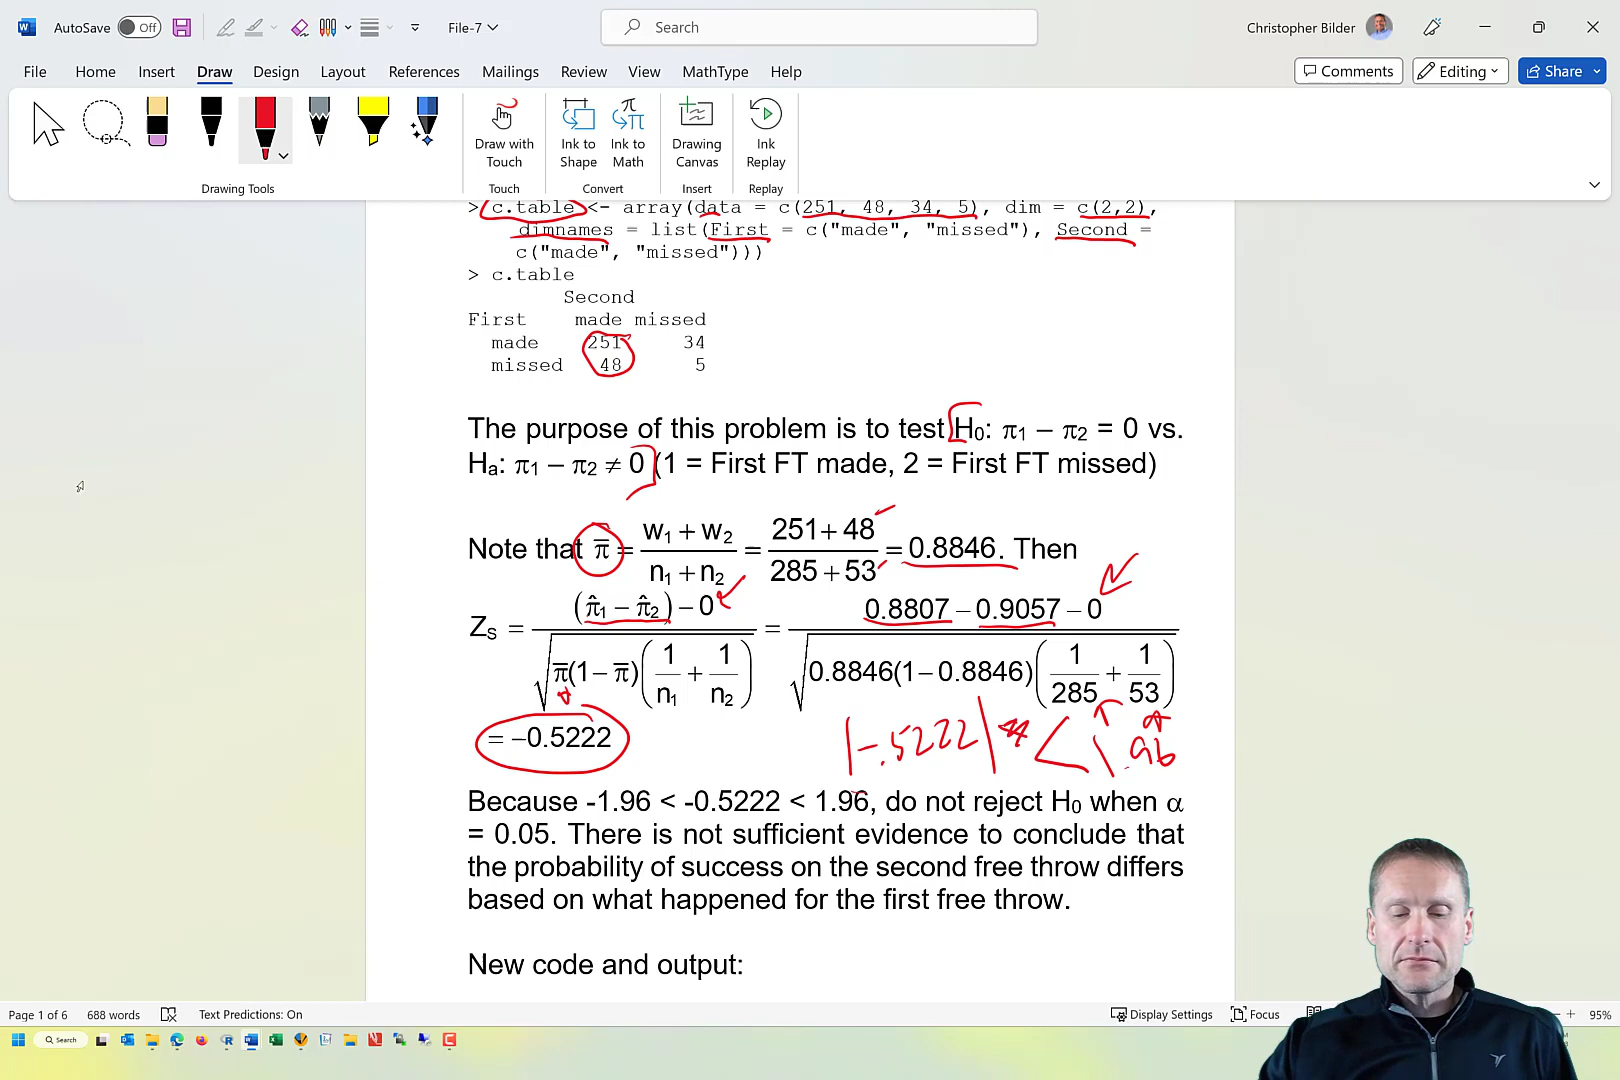 AutoSave Off File-7 Search Christopher Bilder
File Home Insert Draw Design Layout References Mailings Review View MathType Help Comments Editing Share
Draw with Touch Ink to Shape Ink to Math Drawing Canvas Ink Replay
Drawing Tools Touch Convert Insert Replay
> c.table <- array(data = c(251, 48, 34, 5), dim = c(2,2),
dimnames = list(First = c("made", "missed"), Second =
c("made", "missed")))
> c.table
Second
First made missed
made 251 34
missed 48 5
The purpose of this problem is to test H₀: π₁ − π₂ = 0 vs.
Hₐ: π₁ − π₂ ≠ 0 (1 = First FT made, 2 = First FT missed)
Note that π̄ = (w₁ + w₂)/(n₁ + n₂) = (251 + 48)/(285 + 53) = 0.8846. Then
Z_S = ((π̂₁ − π̂₂) − 0)/√(π̄(1 − π̄)(1/n₁ + 1/n₂)) = (0.8807 − 0.9057 − 0)/√(0.8846(1 − 0.8846)(1/285 + 1/53))
= −0.5222
|-.5222| < 1.96
Because -1.96 < -0.5222 < 1.96, do not reject H₀ when α
= 0.05. There is not sufficient evidence to conclude that
the probability of success on the second free throw differs
based on what happened for the first free throw.
New code and output:
Page 1 of 6 688 words Text Predictions: On Display Settings Focus 95%
Search